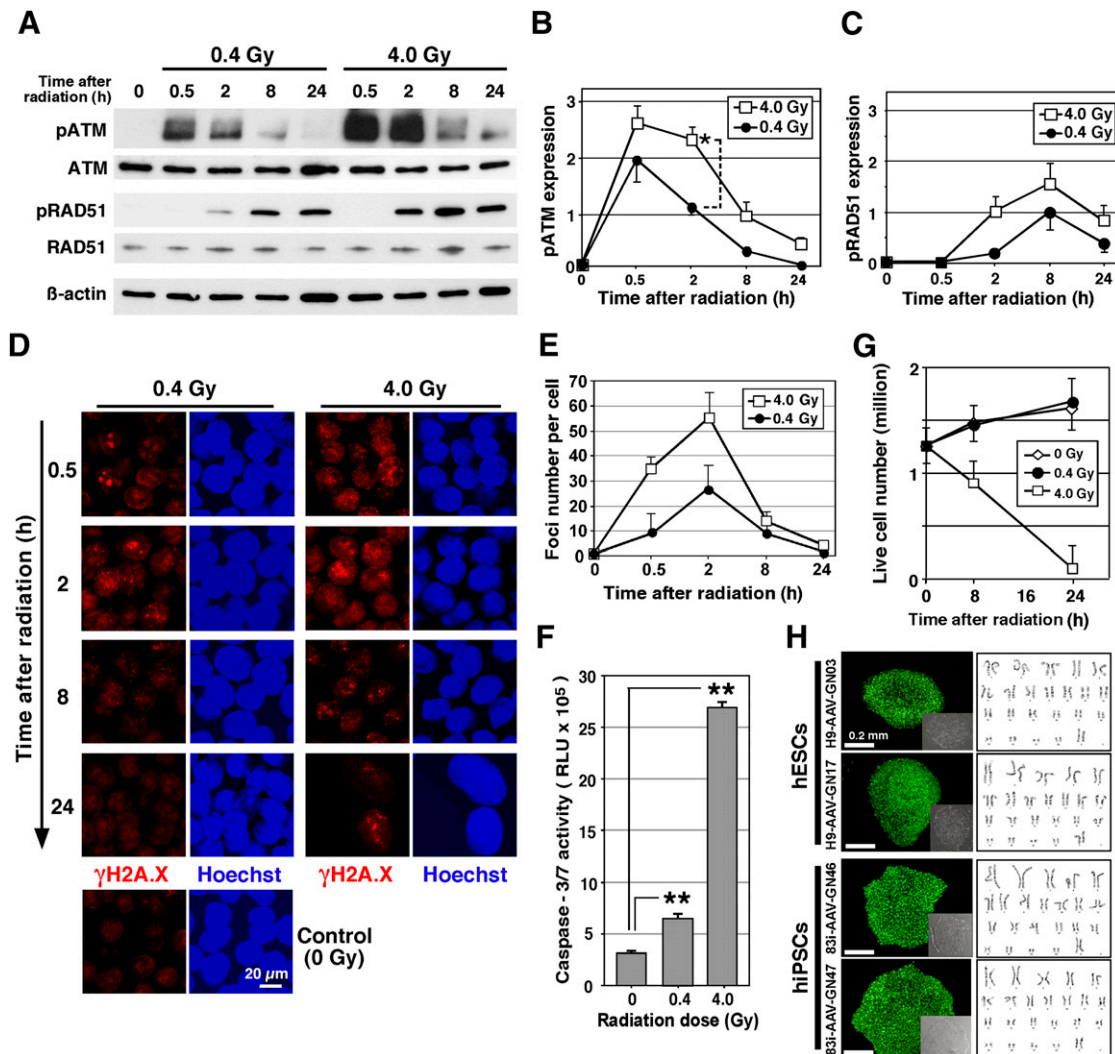 A
0.4 Gy 4.0 Gy
Time after radiation (h)
0 0.5 2 8 24 0.5 2 8 24
pATM
ATM
pRAD51
RAD51
ß-actin
B
pATM expression
3
2
1
0
4.0 Gy
0.4 Gy
*
0 0.5 2 8 24
Time after radiation (h)
C
pRAD51 expression
3
2
1
0
4.0 Gy
0.4 Gy
0 0.5 2 8 24
Time after radiation (h)
D
0.4 Gy 4.0 Gy
Time after radiation (h)
0.5
2
8
24
γH2A.X Hoechst γH2A.X Hoechst
Control
(0 Gy)
20 µm
E
Foci number per cell
70
60
50
40
30
20
10
0
4.0 Gy
0.4 Gy
0 0.5 2 8 24
Time after radiation (h)
G
Live cell number (million)
2
1
0
0 Gy
0.4 Gy
4.0 Gy
0 8 16 24
Time after radiation (h)
F
Caspase - 3/7 activity ( RLU x 10⁵ )
30
25
20
15
10
5
0
**
**
0 0.4 4.0
Radiation dose (Gy)
H
hESCs
H9-AAV-GN03
0.2 mm
H9-AAV-GN17
hiPSCs
83i-AAV-GN46
83i-AAV-GN47